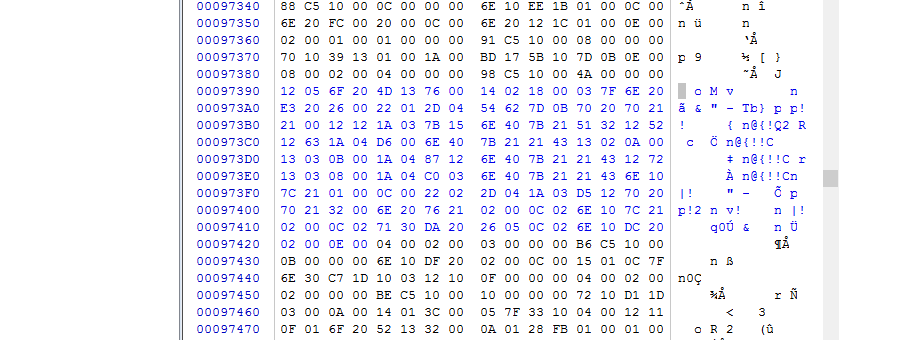 00097340 88 C5 10 00 0C 00 00 00 6E 10 EE 1B 01 00 0C 00 ˆÅ n î
00097350 6E 20 FC 00 20 00 0C 00 6E 20 12 1C 01 00 0E 00 n ü n
00097360 02 00 01 00 01 00 00 00 91 C5 10 00 08 00 00 00 ‘Å
00097370 70 10 39 13 01 00 1A 00 BD 17 5B 10 7D 0B 0E 00 p 9 ½ [ }
00097380 08 00 02 00 04 00 00 00 98 C5 10 00 4A 00 00 00 ˜Å J
00097390 12 05 6F 20 4D 13 76 00 14 02 18 00 03 7F 6E 20 o M v n
000973A0 E3 20 26 00 22 01 2D 04 54 62 7D 0B 70 20 70 21 ã & " - Tb} p p!
000973B0 21 00 12 12 1A 03 7B 15 6E 40 7B 21 51 32 12 52 ! { n@{!Q2 R
000973C0 12 63 1A 04 D6 00 6E 40 7B 21 21 43 13 02 0A 00 c Ö n@{!!C
000973D0 13 03 0B 00 1A 04 87 12 6E 40 7B 21 21 43 12 72 ‡ n@{!!C r
000973E0 13 03 08 00 1A 04 C0 03 6E 40 7B 21 21 43 6E 10 À n@{!!Cn
000973F0 7C 21 01 00 0C 00 22 02 2D 04 1A 03 D5 12 70 20 |! " - Õ p
00097400 70 21 32 00 6E 20 76 21 02 00 0C 02 6E 10 7C 21 p!2 n v! n |!
00097410 02 00 0C 02 71 30 DA 20 26 05 0C 02 6E 10 DC 20 q0Ú & n Ü
00097420 02 00 0E 00 04 00 02 00 03 00 00 00 B6 C5 10 00 ¶Å
00097430 0B 00 00 00 6E 10 DF 20 02 00 0C 00 15 01 0C 7F n ß
00097440 6E 30 C7 1D 10 03 12 10 0F 00 00 00 04 00 02 00 n0Ç
00097450 02 00 00 00 BE C5 10 00 10 00 00 00 72 10 D1 1D ¾Å r Ñ
00097460 03 00 0A 00 14 01 3C 00 05 7F 33 10 04 00 12 11 < 3
00097470 0F 01 6F 20 52 13 32 00 0A 01 28 FB 01 00 01 00 o R 2 (û